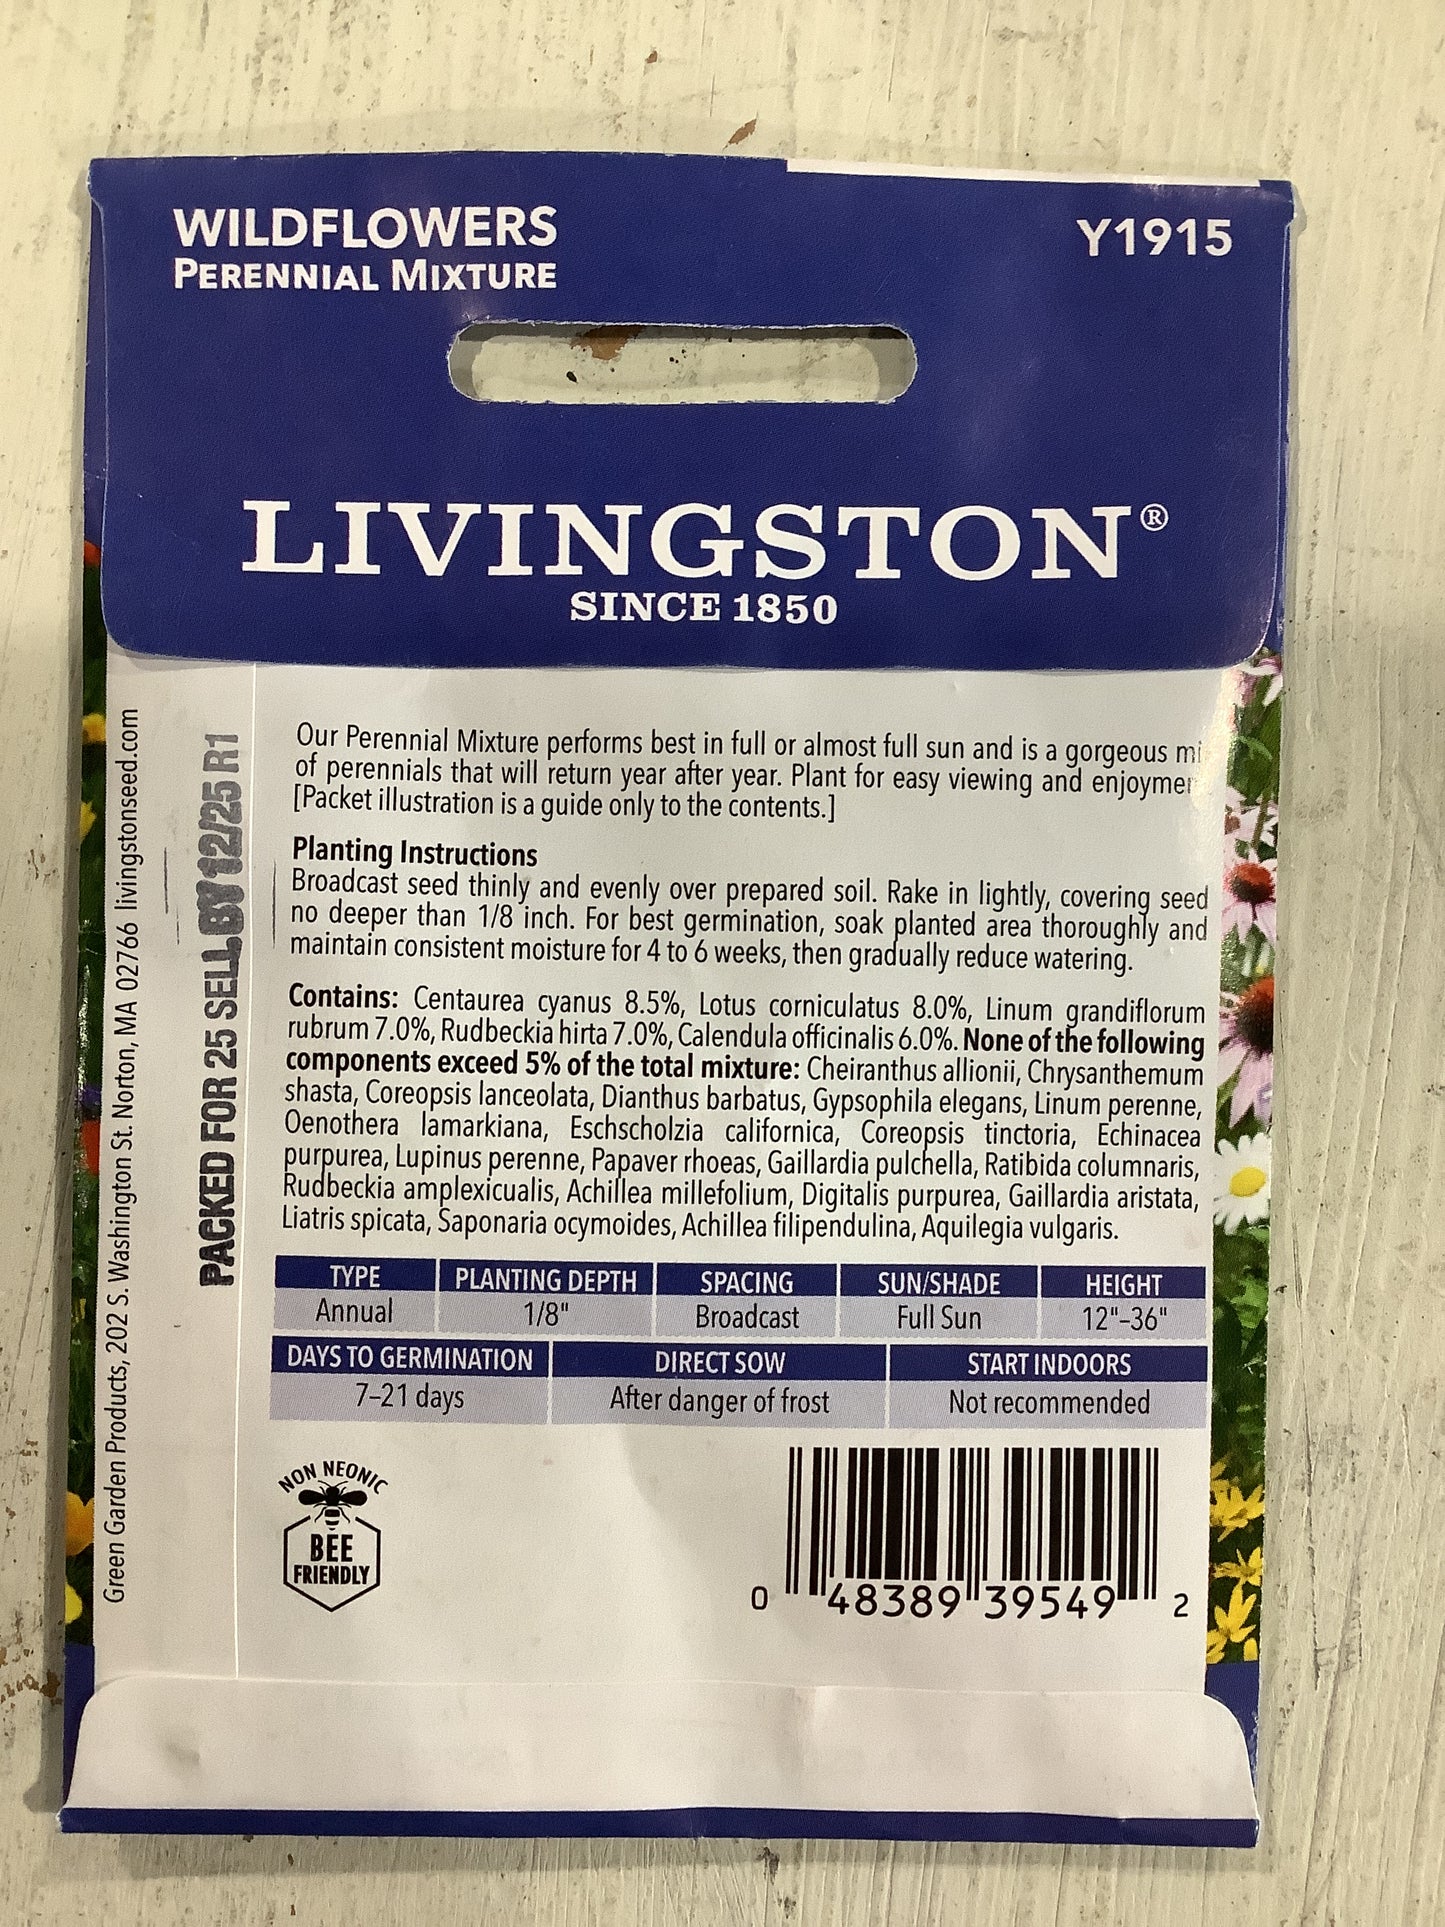 WILDFLOWERS
PERENNIAL MIXTURE
Y1915
LIVINGSTON®
SINCE 1850
Our Perennial Mixture performs best in full or almost full sun and is a gorgeous
of perennials that will return year after year. Plant for easy viewing and
[Packet illustration is a guide only to the contents.]
Planting Instructions
Broadcast seed thinly and evenly over prepared soil. Rake in lightly, covering seed
no deeper than 1/8 inch. For best germination, soak planted area thoroughly and
maintain consistent moisture for 4 to 6 weeks, then gradually reduce watering.
Contains: Centaurea cyanus 8.5%, Lotus corniculatus 8.0%, Linum grandiflorum
rubrum 7.0%, Rudbeckia hirta 7.0%, Calendula officinalis 6.0%. None of the following
components exceed 5% of the total mixture: Cheiranthus allionii, Chrysanthemum
shasta, Coreopsis lanceolata, Dianthus barbatus, Gypsophila elegans, Linum perenne,
Oenothera lamarkiana, Eschscholzia californica, Coreopsis tinctoria, Echinacea
purpurea, Lupinus perenne, Papaver rhoeas, Gaillardia pulchella, Ratibida columnaris,
Rudbeckia amplexicualis, Achillea millefolium, Digitalis purpurea, Gaillardia aristata,
Liatris spicata, Saponaria ocymoides, Achillea filipendulina, Aquilegia vulgaris.
TYPE PLANTING DEPTH SPACING SUN/SHADE HEIGHT
Annual 1/8" Broadcast Full Sun 12"–36"
DAYS TO GERMINATION DIRECT SOW START INDOORS
7–21 days After danger of frost Not recommended
NON NEONIC
BEE
FRIENDLY
0 48389 39549 2
PACKED FOR 25 SELL BY 12/25 R1
Green Garden Products, 202 S. Washington St. Norton, MA 02766 livingstonseed.com